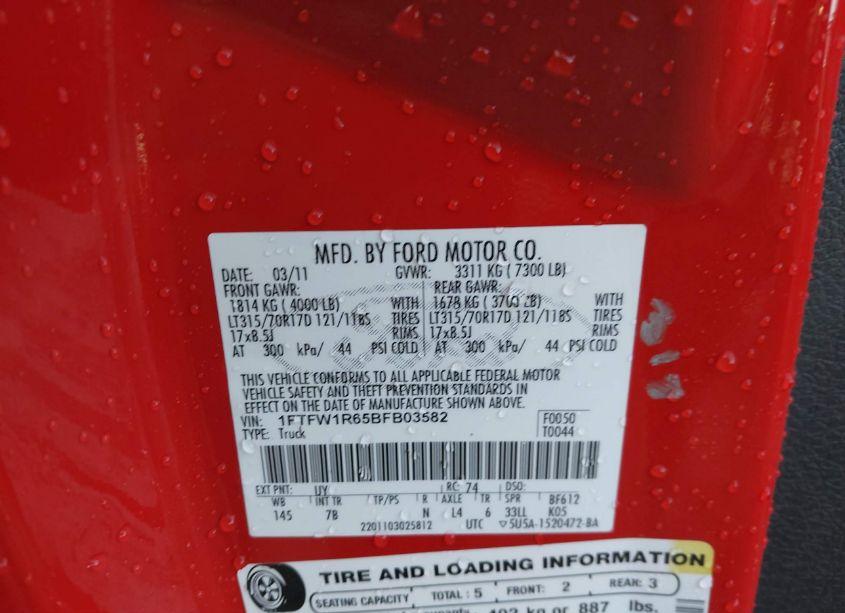 MFD. BY FORD MOTOR CO.
DATE: 03/11 GVWR: 3311 KG ( 7300 LB)
FRONT GAWR: REAR GAWR:
1814 KG ( 4000 LB) WITH 1678 KG ( 3700 LB) WITH
LT315/70R17D 121/118S TIRES LT315/70R17D 121/118S TIRES
17x8.5J RIMS 17x8.5J RIMS
AT 300 kPa/ 44 PSI COLD AT 300 kPa/ 44 PSI COLD
THIS VEHICLE CONFORMS TO ALL APPLICABLE FEDERAL MOTOR
VEHICLE SAFETY AND THEFT PREVENTION STANDARDS IN
EFFECT ON THE DATE OF MANUFACTURE SHOWN ABOVE.
VIN: 1FTFW1R65BFB03582 F0050
TYPE: Truck T0044
EXT PNT: UY RC: 74 DSO:
WB INT TR TP/PS R AXLE TR SPR BF612
145 7B N L4 6 33LL K05
2201103025812 UTC ▽5U5A-1520472-BA
TIRE AND LOADING INFORMATION
SEATING CAPACITY TOTAL : 5 FRONT: 2 REAR: 3
kg or 887 lbs.